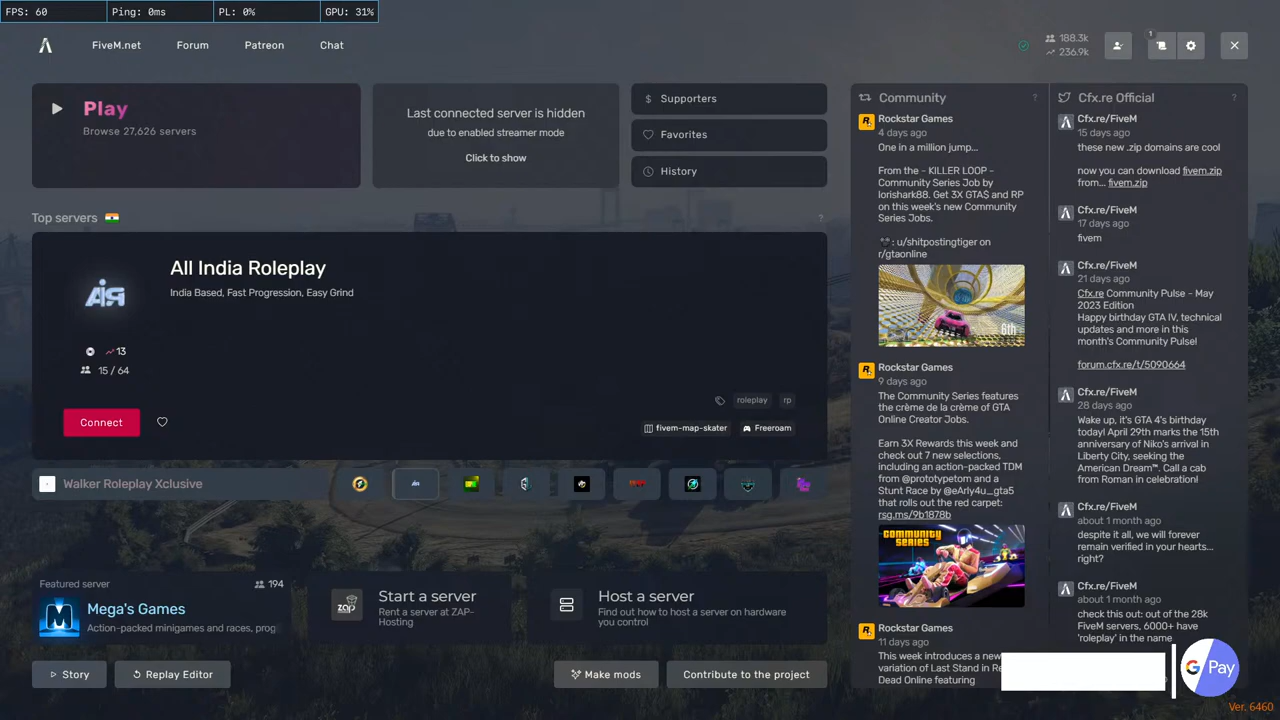 FPS: 60
Ping: 0ms
PL: 0%
GPU: 31%
FiveM.net
Forum
Patreon
Chat
188.3k
236.9k
1
Play
Browse 27,626 servers
Last connected server is hidden
due to enabled streamer mode
Click to show
Supporters
Favorites
History
Top servers
?
All India Roleplay
India Based, Fast Progression, Easy Grind
13
15 / 64
Connect
roleplay
rp
fivem-map-skater
Freeroam
Walker Roleplay Xclusive
Featured server
194
Mega's Games
Action-packed minigames and races, prog
Start a server
Rent a server at ZAP-
Hosting
Host a server
Find out how to host a server on hardware
you control
Story
Replay Editor
Make mods
Contribute to the project
Community
?
Rockstar Games
4 days ago
One in a million jump...
From the - KILLER LOOP -
Community Series Job by
lorishark88. Get 3X GTA$ and RP
on this week's new Community
Series Jobs.
: u/shitpostingtiger on
r/gtaonline
6th
Rockstar Games
9 days ago
The Community Series features
the crème de la crème of GTA
Online Creator Jobs.
Earn 3X Rewards this week and
check out 7 new selections,
including an action-packed TDM
from @prototypetom and a
Stunt Race by @eArly4u_gta5
that rolls out the red carpet:
rsg.ms/9b1878b
COMMUNITY
SERIES
Rockstar Games
11 days ago
This week introduces a new
variation of Last Stand in Re
Dead Online featuring
Cfx.re Official
?
Cfx.re/FiveM
15 days ago
these new .zip domains are cool
now you can download fivem.zip
from... fivem.zip
Cfx.re/FiveM
17 days ago
fivem
Cfx.re/FiveM
21 days ago
Cfx.re Community Pulse - May
2023 Edition
Happy birthday GTA IV, technical
updates and more in this
month's Community Pulse!
forum.cfx.re/t/5090664
Cfx.re/FiveM
28 days ago
Wake up, it's GTA 4's birthday
today! April 29th marks the 15th
anniversary of Niko's arrival in
Liberty City, seeking the
American Dream™. Call a cab
from Roman in celebration!
Cfx.re/FiveM
about 1 month ago
despite it all, we will forever
remain verified in your hearts...
right?
Cfx.re/FiveM
about 1 month ago
check this out: out of the 28k
FiveM servers, 6000+ have
'roleplay' in the name
G Pay
Ver. 6460